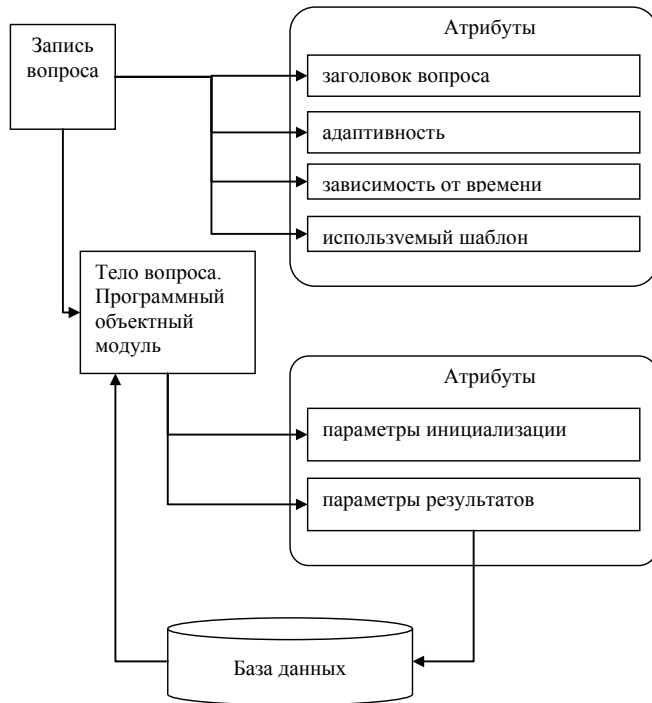 Запись
вопроса
Атрибуты
заголовок вопроса
адаптивность
зависимость от времени
используемый шаблон
Тело вопроса.
Программный
объектный
модуль
Атрибуты
параметры инициализации
параметры результатов
База данных